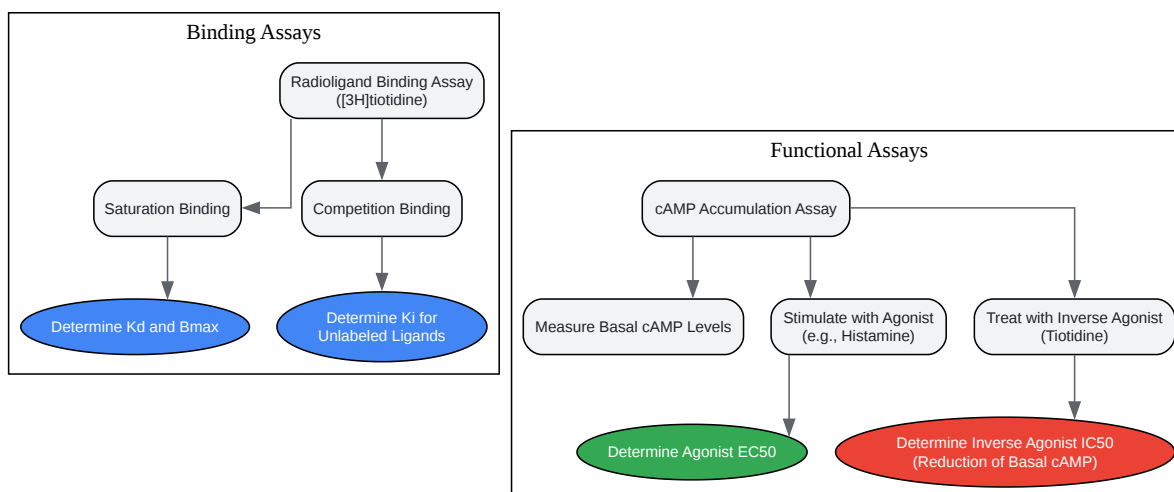 Binding Assays
Radioligand Binding Assay
([3H]tiotidine)
Saturation Binding
Competition Binding
Determine Kd and Bmax
Determine Ki for
Unlabeled Ligands
Functional Assays
cAMP Accumulation Assay
Measure Basal cAMP Levels
Stimulate with Agonist
(e.g., Histamine)
Treat with Inverse Agonist
(Tiotidine)
Determine Agonist EC50
Determine Inverse Agonist IC50
(Reduction of Basal cAMP)